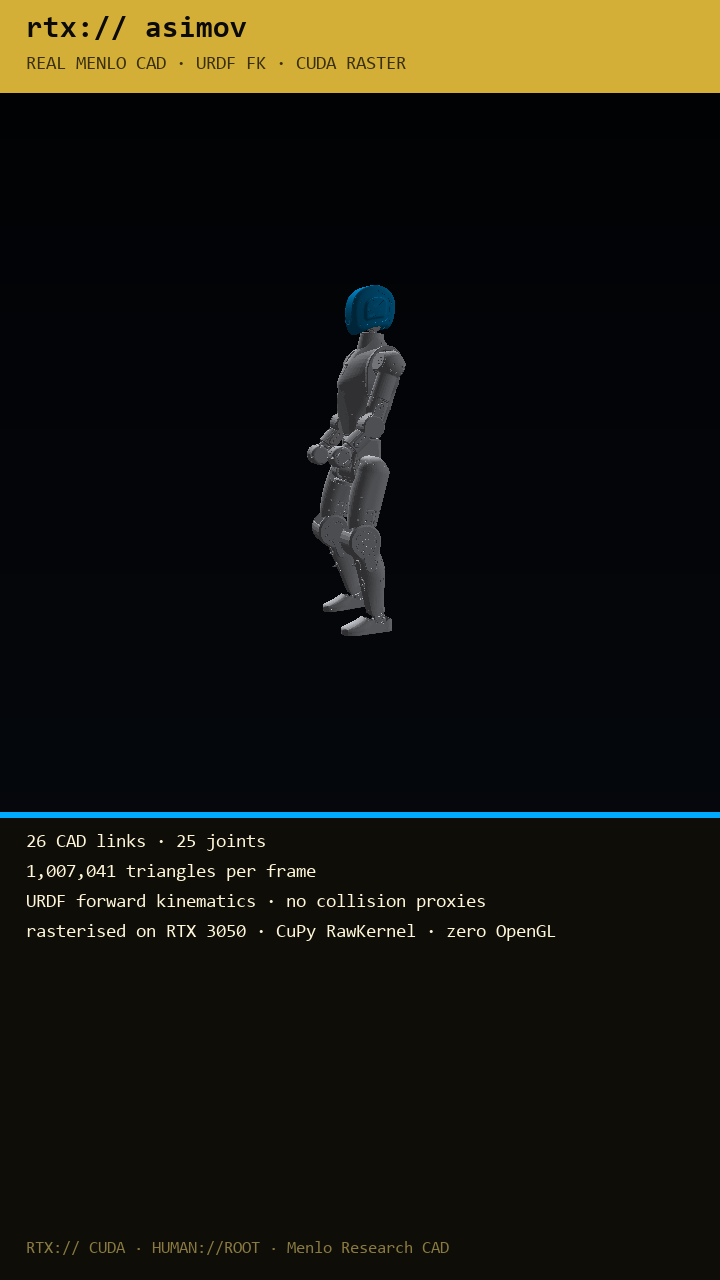 rtx:// asimov
REAL MENLO CAD · URDF FK · CUDA RASTER
26 CAD links · 25 joints
1,007,041 triangles per frame
URDF forward kinematics · no collision proxies
rasterised on RTX 3050 · CuPy RawKernel · zero OpenGL
RTX:// CUDA · HUMAN://ROOT · Menlo Research CAD